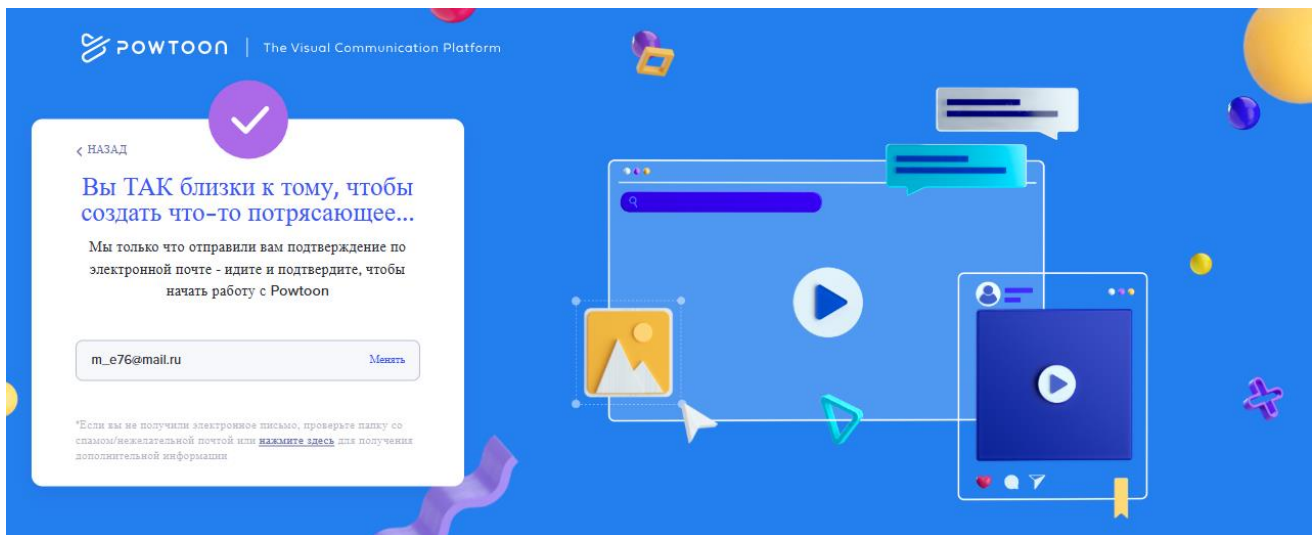 POWTOON | The Visual Communication Platform
НАЗАД
Вы ТАК близки к тому, чтобы
создать что-то потрясающее...
Мы только что отправили вам подтверждение по
электронной почте - идите и подтвердите, чтобы
начать работу с Powtoon
m_e76@mail.ru Менять
*Если вы не получили электронное письмо, проверьте папку со
спамом/нежелательной почтой или нажмите здесь для получения
дополнительной информации